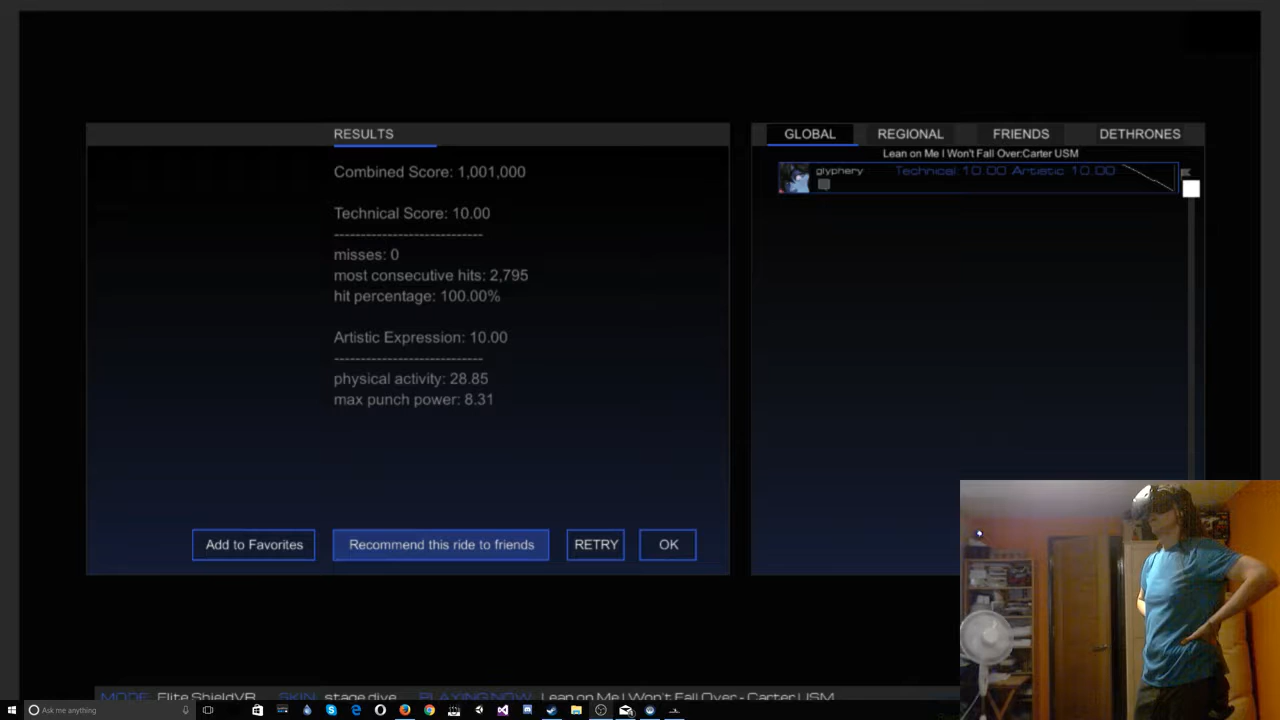 RESULTS
Combined Score: 1,001,000
Technical Score: 10.00
----------------------------
misses: 0
most consecutive hits: 2,795
hit percentage: 100.00%
Artistic Expression: 10.00
----------------------------
physical activity: 28.85
max punch power: 8.31
Add to Favorites
Recommend this ride to friends
RETRY
OK
GLOBAL
REGIONAL
FRIENDS
DETHRONES
Lean on Me I Won't Fall Over:Carter USM
glyphery
Technical 10.00 Artistic 10.00
MODE: Elite ShieldVR SKIN: stage dive PLAYING NOW: Lean on Me I Won't Fall Over - Carter USM
Ask me anything